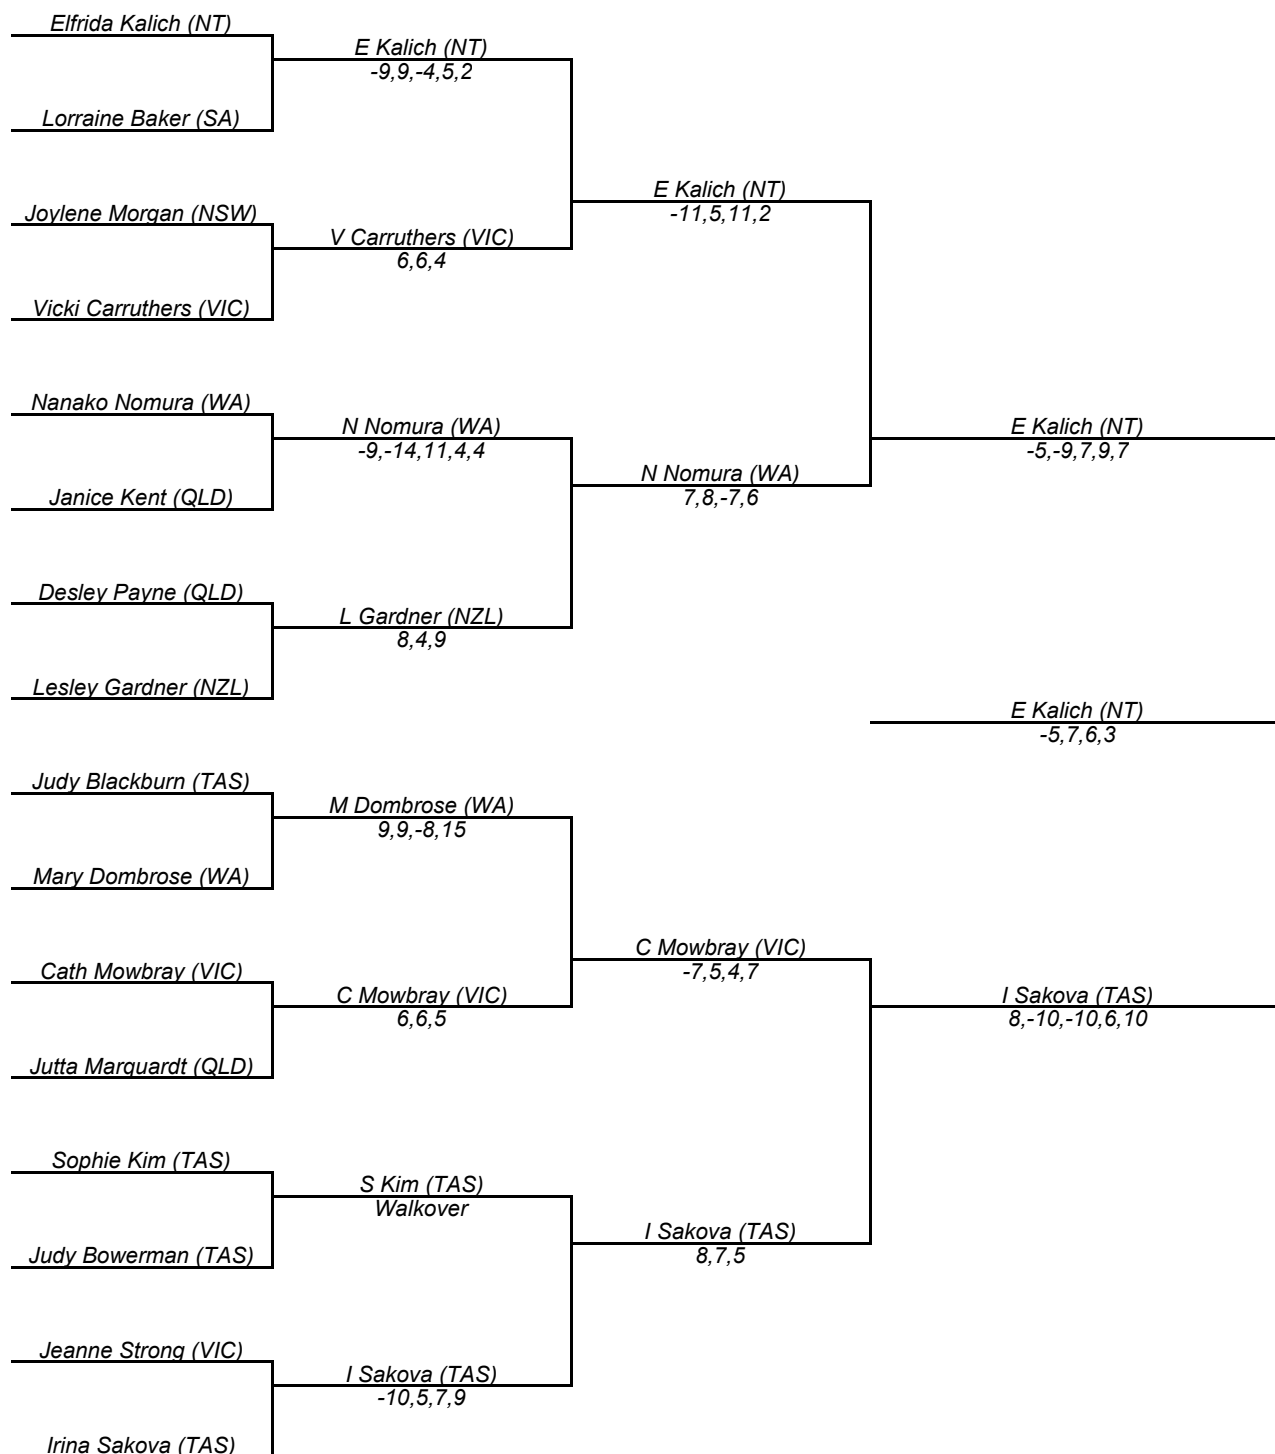 Elfrida Kalich (NT)
E Kalich (NT)
-9,9,-4,5,2
Lorraine Baker (SA)
E Kalich (NT)
-11,5,11,2
Joylene Morgan (NSW)
V Carruthers (VIC)
6,6,4
Vicki Carruthers (VIC)
Nanako Nomura (WA)
N Nomura (WA)
-9,-14,11,4,4
E Kalich (NT)
-5,-9,7,9,7
N Nomura (WA)
7,8,-7,6
Janice Kent (QLD)
Desley Payne (QLD)
L Gardner (NZL)
8,4,9
Lesley Gardner (NZL)
E Kalich (NT)
-5,7,6,3
Judy Blackburn (TAS)
M Dombrose (WA)
9,9,-8,15
Mary Dombrose (WA)
C Mowbray (VIC)
-7,5,4,7
Cath Mowbray (VIC)
C Mowbray (VIC)
6,6,5
I Sakova (TAS)
8,-10,-10,6,10
Jutta Marquardt (QLD)
Sophie Kim (TAS)
S Kim (TAS)
Walkover
I Sakova (TAS)
8,7,5
Judy Bowerman (TAS)
Jeanne Strong (VIC)
I Sakova (TAS)
-10,5,7,9
Irina Sakova (TAS)